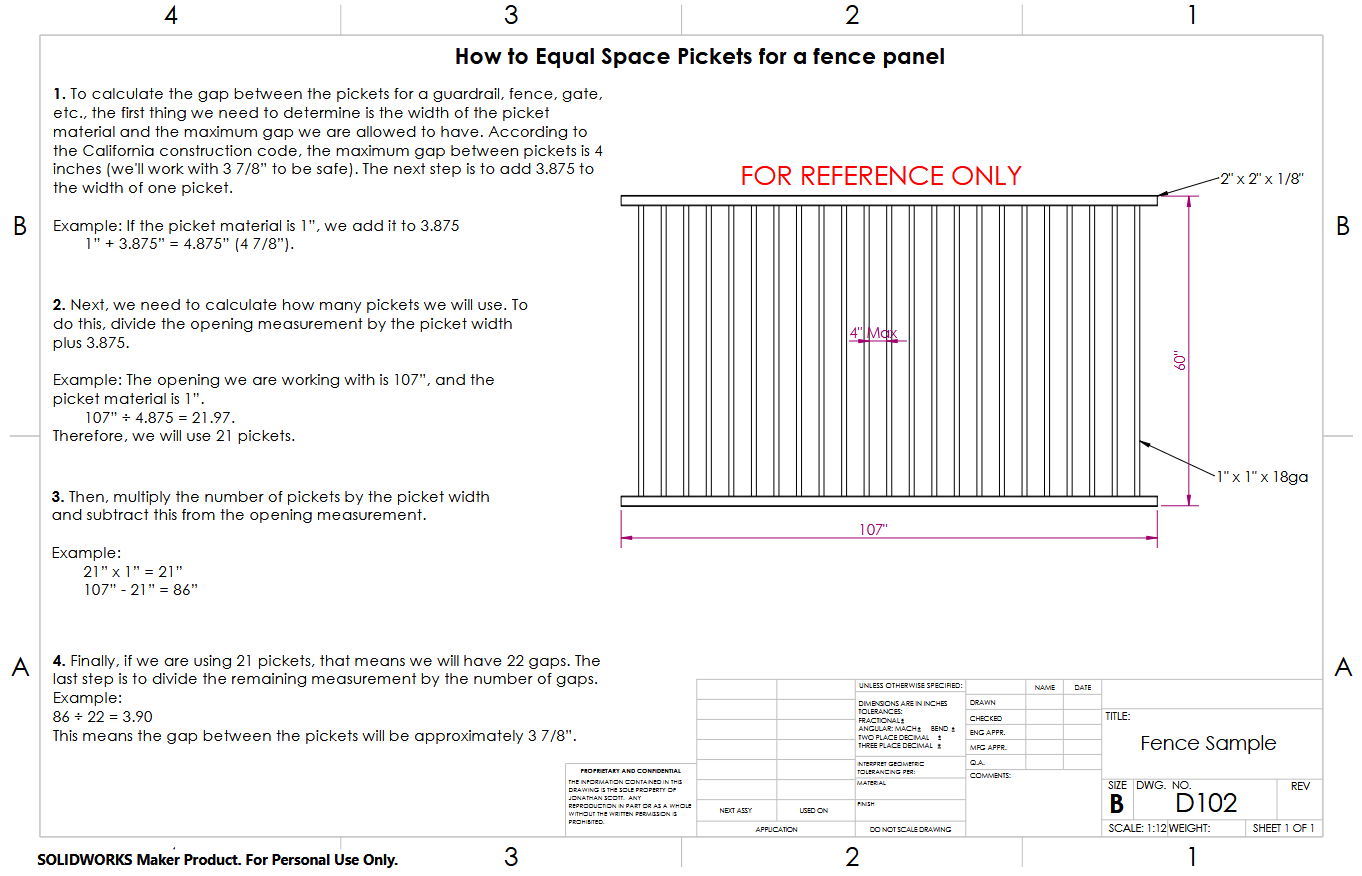 4 3 2 1
How to Equal Space Pickets for a fence panel
1. To calculate the gap between the pickets for a guardrail, fence, gate,
etc., the first thing we need to determine is the width of the picket
material and the maximum gap we are allowed to have. According to
the California construction code, the maximum gap between pickets is 4
inches (we'll work with 3 7/8” to be safe). The next step is to add 3.875 to
the width of one picket.
Example: If the picket material is 1”, we add it to 3.875
1” + 3.875” = 4.875” (4 7/8”).
2. Next, we need to calculate how many pickets we will use. To
do this, divide the opening measurement by the picket width
plus 3.875.
Example: The opening we are working with is 107”, and the
picket material is 1”.
107” ÷ 4.875 = 21.97.
Therefore, we will use 21 pickets.
3. Then, multiply the number of pickets by the picket width
and subtract this from the opening measurement.
Example:
21” x 1” = 21”
107” - 21” = 86”
4. Finally, if we are using 21 pickets, that means we will have 22 gaps. The
last step is to divide the remaining measurement by the number of gaps.
Example:
86 ÷ 22 = 3.90
This means the gap between the pickets will be approximately 3 7/8”.
FOR REFERENCE ONLY
2" x 2" x 1/8"
4" Max
60"
1" x 1" x 18ga
107"
B
B
A
A
PROPRIETARY AND CONFIDENTIAL
THE INFORMATION CONTAINED IN THIS
DRAWING IS THE SOLE PROPERTY OF
JONATHAN SCOTT. ANY
REPRODUCTION IN PART OR AS A WHOLE
WITHOUT THE WRITTEN PERMISSION IS
PROHIBITED.
NEXT ASSY
USED ON
APPLICATION
UNLESS OTHERWISE SPECIFIED:
DIMENSIONS ARE IN INCHES
TOLERANCES:
FRACTIONAL±
ANGULAR: MACH± BEND ±
TWO PLACE DECIMAL ±
THREE PLACE DECIMAL ±
INTERPRET GEOMETRIC
TOLERANCING PER:
MATERIAL
FINISH
DO NOT SCALE DRAWING
NAME
DATE
DRAWN
CHECKED
ENG APPR.
MFG APPR.
Q.A.
COMMENTS:
TITLE:
Fence Sample
SIZE
B
DWG. NO.
D102
REV
SCALE: 1:12
WEIGHT:
SHEET 1 OF 1
SOLIDWORKS Maker Product. For Personal Use Only.
3 2 1